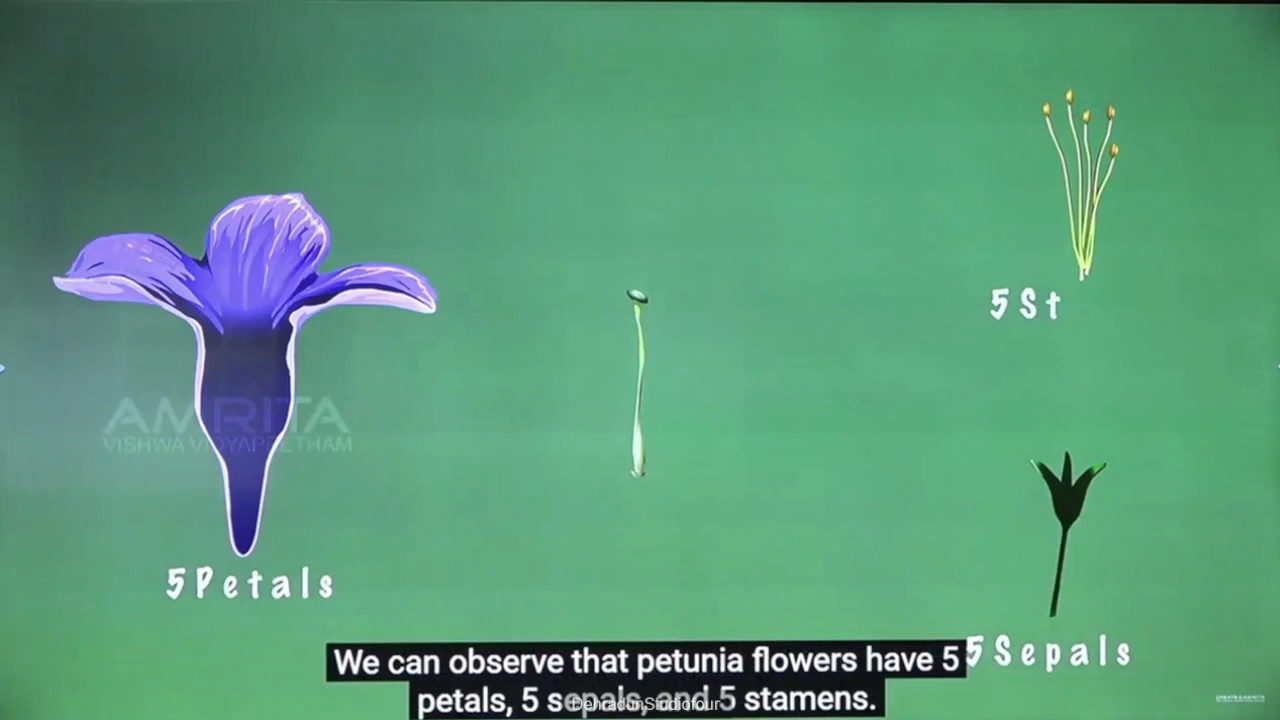 5 St
AMRITA
VISHWA VIDYAPEETHAM
5 Petals
5 Sepals
We can observe that petunia flowers have 5
petals, 5 sepals, and 5 stamens.
DehradunStudiofour